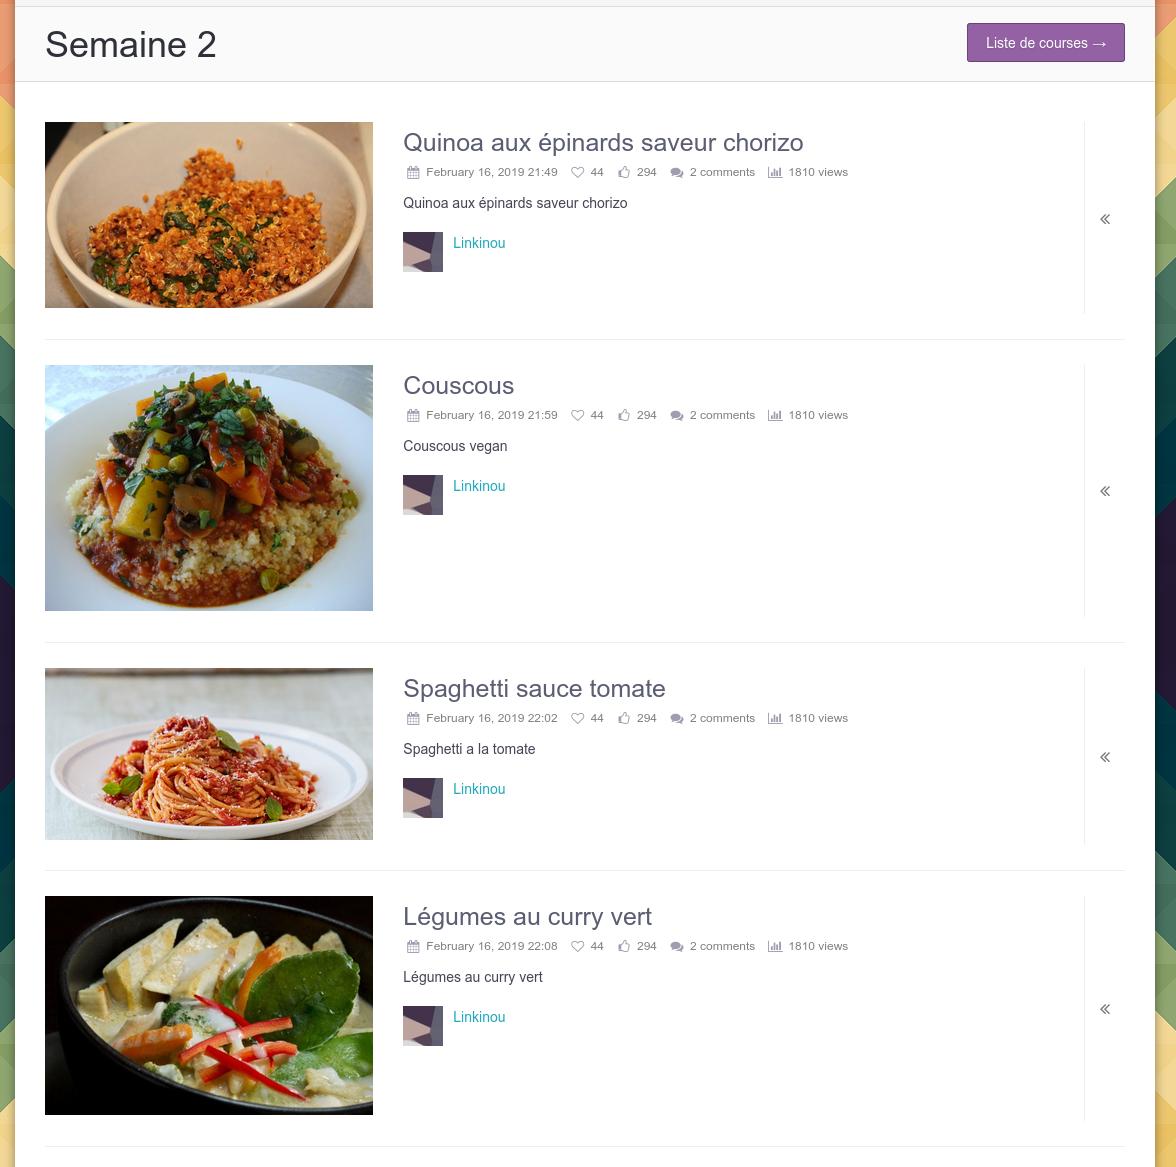 Semaine 2
Liste de courses →
Quinoa aux épinards saveur chorizo
February 16, 2019 21:49 44 294 2 comments 1810 views
Quinoa aux épinards saveur chorizo
Linkinou
Couscous
February 16, 2019 21:59 44 294 2 comments 1810 views
Couscous vegan
Linkinou
Spaghetti sauce tomate
February 16, 2019 22:02 44 294 2 comments 1810 views
Spaghetti a la tomate
Linkinou
Légumes au curry vert
February 16, 2019 22:08 44 294 2 comments 1810 views
Légumes au curry vert
Linkinou